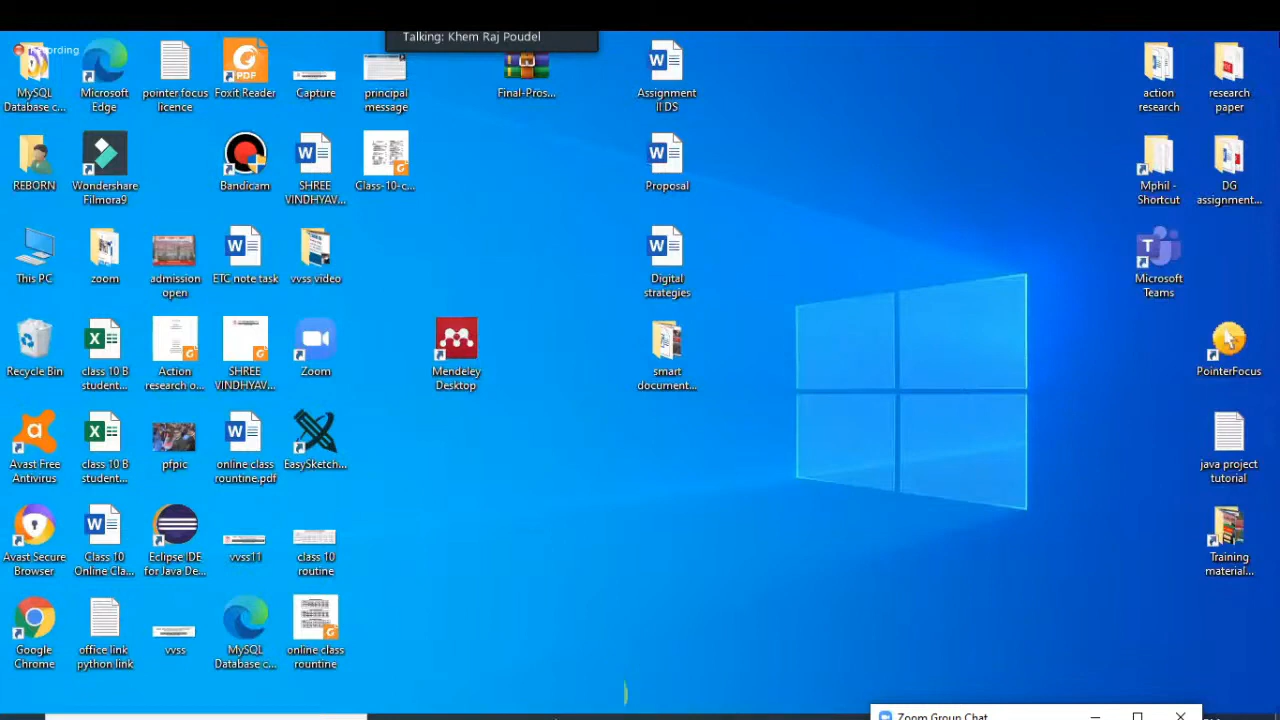 Talking: Khem Raj Poudel
Recording
MySQL
Database c...
Microsoft
Edge
pointer focus
licence
Foxit Reader
PDF
Capture
principal
message
Final-Pros...
Assignment
II DS
action
research
research
paper
REBORN
Wondershare
Filmora9
Bandicam
SHREE
VINDHYAV...
Class-10-c...
Proposal
Mphil -
Shortcut
DG
assignment...
This PC
zoom
admission
open
ETC note task
vvss video
Digital
strategies
Microsoft
Teams
Recycle Bin
class 10 B
student...
Action
research o...
SHREE
VINDHYAV...
Zoom
Mendeley
Desktop
smart
document...
PointerFocus
Avast Free
Antivirus
class 10 B
student...
pfpic
online class
rountine.pdf
EasySketch...
java project
tutorial
Avast Secure
Browser
Class 10
Online Cla...
Eclipse IDE
for Java De...
vvss11
class 10
routine
Training
material...
Google
Chrome
office link
python link
vvss
MySQL
Database c...
online class
rountine
Zoom Group Chat